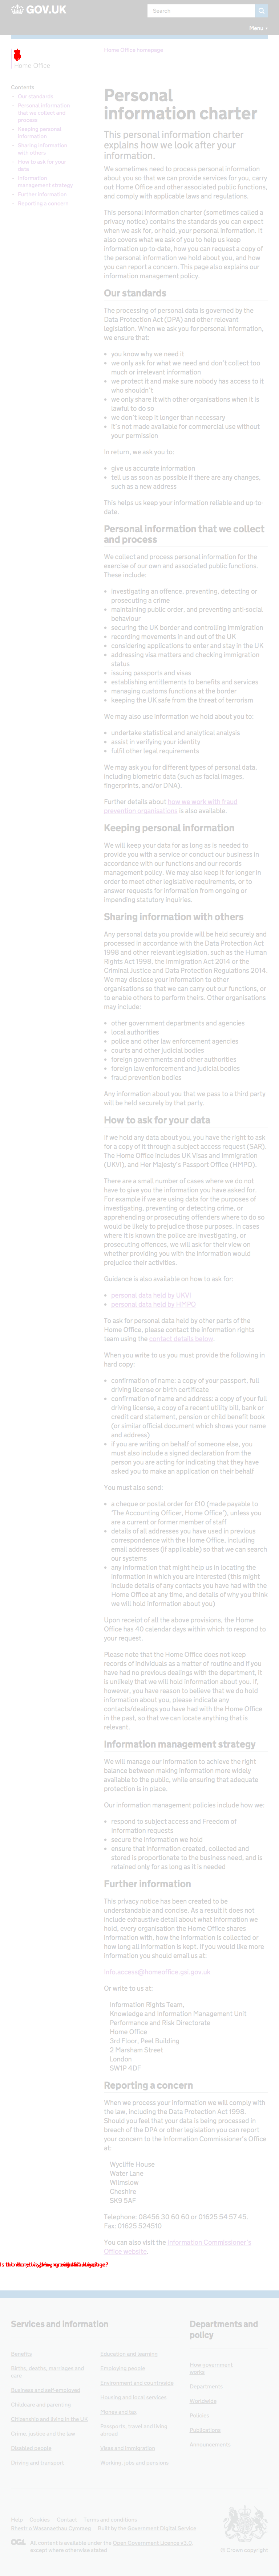 GOV.UK
Search
Menu
Home Office
Home Office homepage
Contents
Our standards
Personal information
that we collect and
process
Keeping personal
information
Sharing information
with others
How to ask for your
data
Information
management strategy
Further information
Reporting a concern
Personal
information charter
This personal information charter
explains how we look after your
information.
We sometimes need to process information
about you so that we can provide services for you, carry
out Home Office and other associated public functions,
and comply with applicable laws and regulations.
This personal information charter (sometimes called a
privacy notice) contains the standards you can expect
when we ask for, or hold, your personal information. It
also covers what we ask of you to help us keep
information up-to-date, how you can get a copy of the
personal information we hold about you, and how
you can report a concern. This page also explains our
information management policy.
Our standards
The processing of personal data is governed by the
Data Protection Act (DPA) and other relevant
legislation. When we ask you for personal information,
we ensure that:
you know why we need it
we only ask for what we need and don't collect too
much or irrelevant information
we protect it and make sure nobody has access to it
who shouldn't
we only share it with other organisations when it is
lawful to do so
we don't keep it longer than necessary
it's not made available for commercial use without
your permission
In return, we ask you to:
give us accurate information
tell us as soon as possible if there are any changes,
such as a new address
This helps us keep your information reliable and up-to-
date.
Personal information that we collect
and process
We collect and process personal information for the
exercise of our own and associated public functions.
These include:
investigating an offence, preventing, detecting or
prosecuting crime
maintaining public order, and preventing anti-social
behaviour
securing the UK border and controlling immigration
recording movements in and out of the UK
considering applications to enter and stay in the UK
addressing visa matters and checking immigration
status
issuing passports and visas
establishing entitlements to benefits and services
managing customs functions at the border
keeping the UK safe from the threat of terrorism
We may also use information we hold about you to:
undertake statistical and analytical analysis
assist in verifying your identity
fulfil other legal requirements
We may ask you for different types of personal data,
including biometric data (such as facial images,
fingerprints, and/or DNA).
Further details about how we work with fraud
prevention organisations is also available.
Keeping personal information
We will keep your data for as long as is needed to
provide you with a service or conduct our business in
accordance with our functions and our records
management policy. We may also keep it for longer in
order to meet other legislative requirements, or to
answer requests for information from ongoing or
impending statutory inquiries.
Sharing information with others
Any personal data you provide will be held securely and
processed in accordance with the Data Protection Act
1998 and other relevant legislation, such as the Human
Rights Act 1998, the Immigration Act 2014 or the
Criminal Justice and Data Protection Regulations 2014.
We may disclose your information to other
organisations so that we can carry out our functions, or
to enable others to perform theirs. Other organisations
may include:
other government departments and agencies
local authorities
police and other law enforcement agencies
courts and other judicial bodies
foreign governments and other authorities
foreign law enforcement and judicial bodies
fraud prevention bodies
Any information about you that we pass to a third party
will be held securely by that party.
How to ask for your data
If we hold any data about you, you have the right to ask
for a copy of it through a subject access request (SAR).
The Home Office includes UK Visas and Immigration
(UKVI), and Her Majesty's Passport Office (HMPO).
There are a small number of cases where we do not
have to give you the information you have asked for
For example if we are using data for the purposes of
investigating, preventing or detecting crime, or
apprehending or prosecuting offenders and to do so
would be likely to prejudice those purposes. In cases
where it is known the police are investigating, or
prosecuting offences, we will ask for their view on
whether providing you with the information would
prejudice their activities.
Guidance is also available on how to ask for:
personal data held by UKVI
personal data held by HMPO
To ask for personal data held by other parts of the
Home Office, please contact the information rights
team using the contact details below.
When you write to us you must provide the following in
hard copy:
confirmation of name: a copy of your passport, full
driving license or birth certificate
confirmation of name and address: a copy of your full
driving license, a copy of a recent utility bill, bank or
credit card statement, pension or child benefit book
(or similar official document which shows your name
and address)
if you are writing on behalf of someone else, you
must also include a signed declaration from
the person you are acting for, that they have
asked you to make an application on their behalf
You must also send:
a cheque or postal order for £10 (made payable to
'The Accounting Officer, Home Office'), unless you
are a current or former member of staff
details of all addresses you have used in previous
correspondence with the Home Office, including
email addresses (if applicable) so that we can search
our systems
any information that might help us in locating the
information that you want - this might include
details of any contacts you have had with the
Home Office and when, and details of any particular
item of information that you think we
will hold information about you)
Upon receipt of all the above provisions, the Home
Office has 40 calendar days within which to respond to
your request.
Please note that the Home Office does not keep
records of individuals as a matter of routine and if you
have had no previous dealings with the department, it
is unlikely that we will hold information about you. If,
however, you have reason to believe that we do hold
information about you, please detail what
contacts/dealings you have had with the Home Office
in the past, so that we can locate anything that is
relevant.
Information management strategy
We will manage our information to achieve the right
balance between making information more widely
available to the public, while ensuring that adequate
protection is in place.
Our information management policies include how we:
respond to subject access and Freedom of
Information requests
secure the information we hold
ensure that information created, collected and
stored is proportionate to the business need, and is
retained only for as long as it is needed
Further information
This privacy notice has been created to be
understandable and concise. As a result it does not
include exhaustive detail about what information we
hold, every organisation the Home Office shares
information with, how the information is collected or
how long all information is kept. If you would like more
information you should email us at:
info.access@homeoffice.gsi.gov.uk
Or write to us at:
Information Rights Team,
Knowledge and Information Management Unit
Performance and Risk Directorate
Home Office
3rd Floor, Peel Building
2 Marsham Street
London
SW1P 4DF
Reporting a concern
When we process your information we will comply with
the law, including the Data Protection Act 1998.
Should you feel that your data is being processed in
breach of the DPA or other legislation you can report
your concern to the Information Commissioner's Office
at:
Wycliffe House
Water Lane
Wilmslow
Cheshire
SK9 5AF
Telephone: 08456 30 60 60 or 01625 54 57 45.
Fax: 01625 524510
You can also visit the Information Commissioner's
Office website.
Services and information
Benefits
Births, deaths, marriages and
care
Business and self-employed
Childcare and parenting
Citizenship and living in the UK
Crime, justice and the law
Disabled people
Driving and transport
Education and learning
Employing people
Environment and countryside
Housing and local services
Money and tax
Passports, travel and living
abroad
Visas and immigration
Working, jobs and pensions
Departments and
policy
How government
works
Departments
Worldwide
Policies
Publications
Announcements
Help Cookies Contact Terms and conditions
Rhestr o Wasanaethau Cymraeg Built by the Government Digital Service
OGL All content is available under the Open Government Licence v3.0,
except where otherwise stated
© Crown copyright